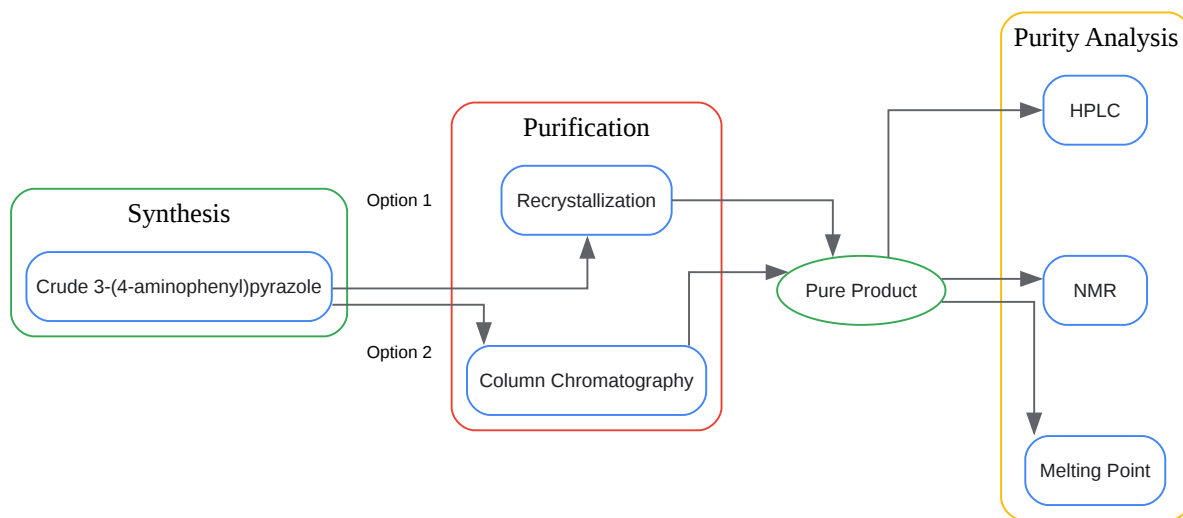 Synthesis
Crude 3-(4-aminophenyl)pyrazole
Option 1
Option 2
Purification
Recrystallization
Column Chromatography
Pure Product
Purity Analysis
HPLC
NMR
Melting Point